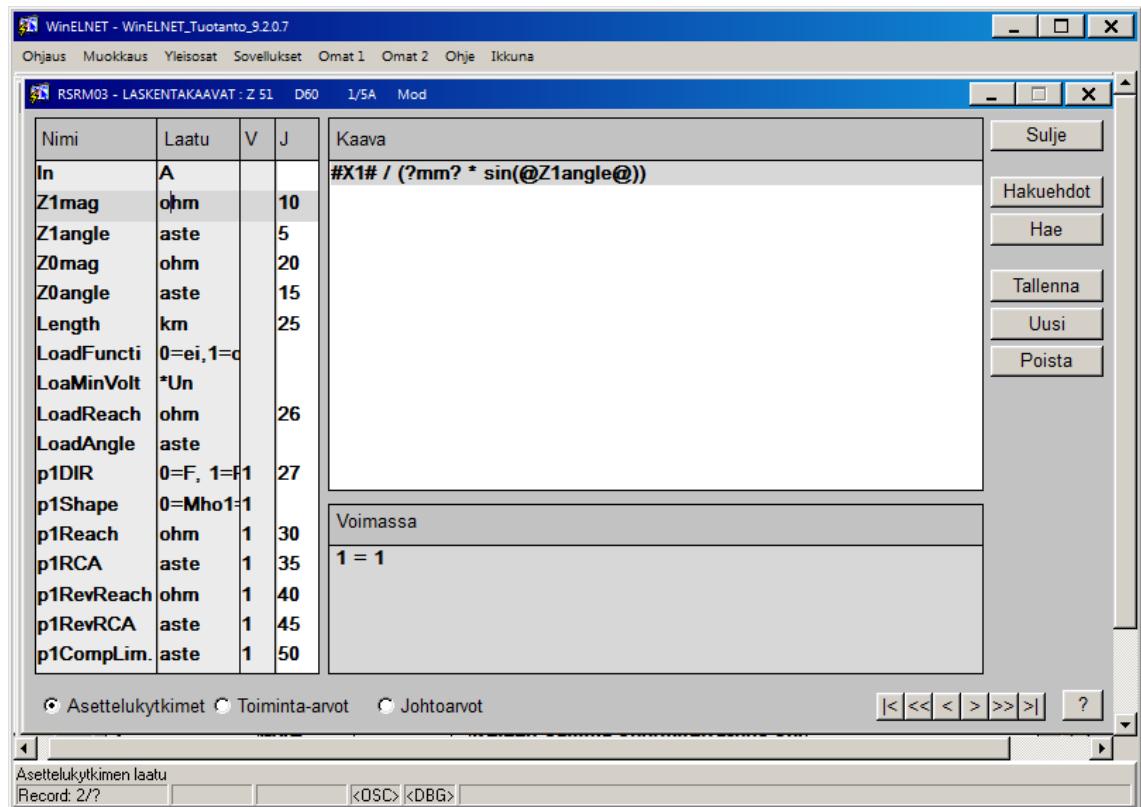 WinELNET - WinELNET_Tuotanto_9.2.0.7
Ohjaus Muokkaus Yleisosat Sovellukset Omat 1 Omat 2 Ohje Ikkuna
RSRM03 - LASKENTAKAAVAT : Z 51 D60 1/5A Mod
Nimi Laatu V J
In A
Z1mag ohm 10
Z1angle aste 5
Z0mag ohm 20
Z0angle aste 15
Length km 25
LoadFuncti 0=ei,1=o
LoaMinVolt *Un
LoadReach ohm 26
LoadAngle aste
p1DIR 0=F, 1=F 1 27
p1Shape 0=Mho1= 1
p1Reach ohm 1 30
p1RCA aste 1 35
p1RevReach ohm 1 40
p1RevRCA aste 1 45
p1CompLim. aste 1 50
Kaava
#X1# / (?mm? * sin(@Z1angle@))
Voimassa
1 = 1
Sulje
Hakuehdot
Hae
Tallenna
Uusi
Poista
Asettelukytkimet Toiminta-arvot Johtoarvot
|< << < > >> >| ?
Asettelukytkimen laatu
Record: 2/? <OSC> <DBG>